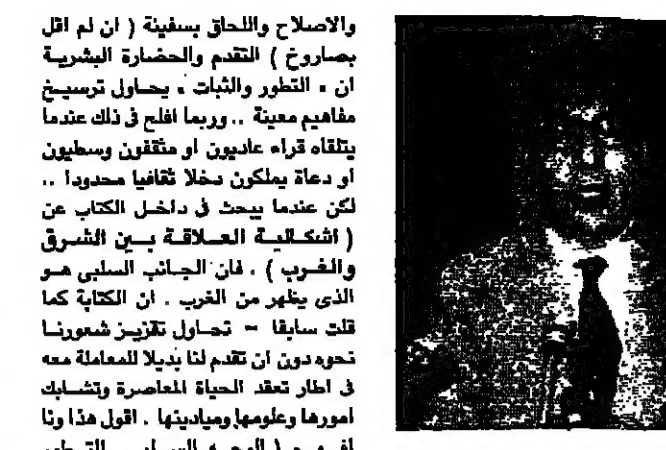 والاصلاح واللحاق بسفينة ( ان لم اقل
بصاروخ ) التقدم والحضارة البشرية
ان « التطور والثبات » يحاول ترسيخ
مفاهيم معينة .. وربما افلح في ذلك عندما
يتلقاه قراء عاديون او مثقفون وسطيون
او دعاة يملكون دخلا ثقافيا محدودا ..
لكن عندما يبحث في داخل الكتاب عن
( اشكالية العلاقة بين الشرق
والغرب ) . فان الجانب السلبي هو
الذي يظهر من الغرب . ان الكتابة كما
قلت سابقا - تحاول تقزيز شعورنا
نحوه دون ان تقدم لنا بديلا للمعاملة معه
في اطار تعقد الحياة المعاصرة وتشابك
امورها وعلومها وميادينها . اقول هذا ونا